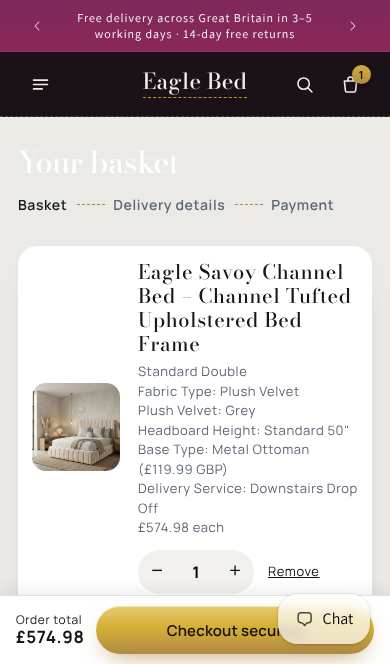 Free delivery across Great Britain in 3–5
working days · 14-day free returns
Eagle Bed
1
Your basket
Basket
Delivery details
Payment
Eagle Savoy Channel
Bed – Channel Tufted
Upholstered Bed
Frame
Standard Double
Fabric Type: Plush Velvet
Plush Velvet: Grey
Headboard Height: Standard 50"
Base Type: Metal Ottoman
(£119.99 GBP)
Delivery Service: Downstairs Drop
Off
£574.98 each
− 1 + Remove
Order total
£574.98
Checkout
Chat